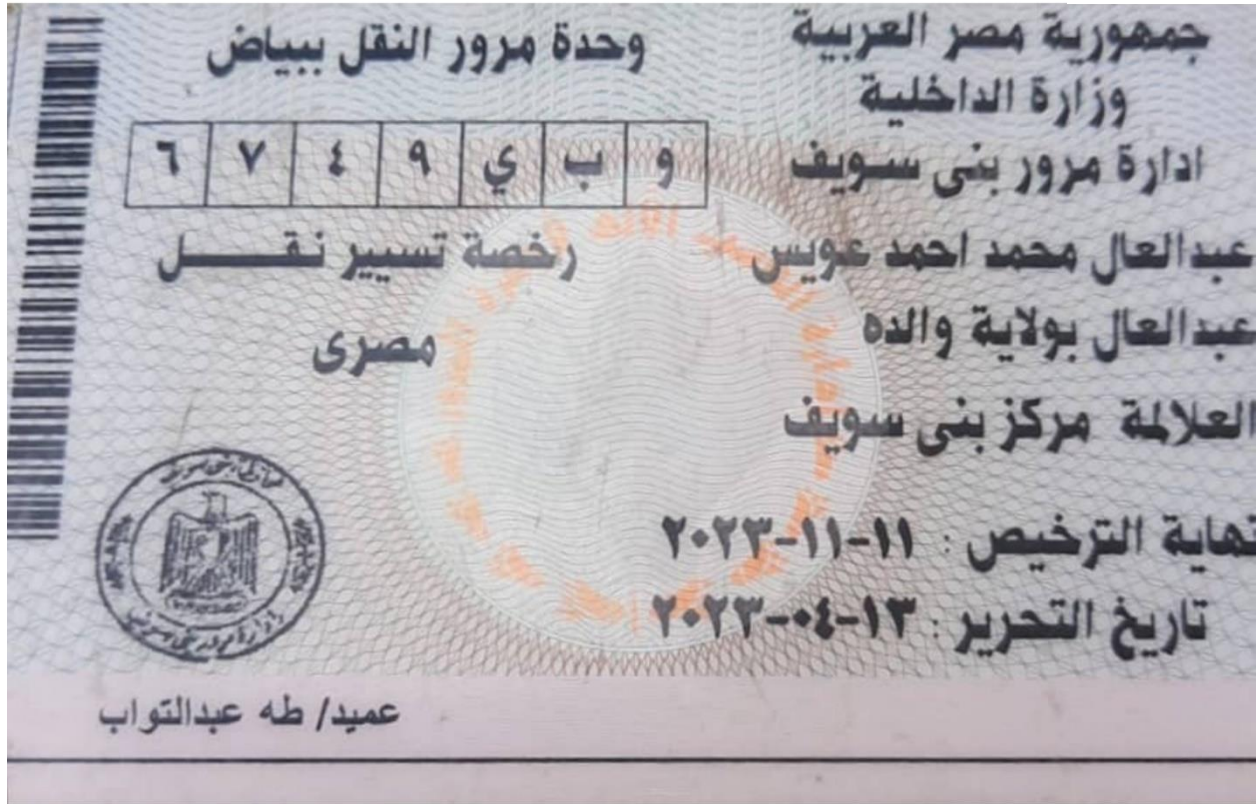 جمهورية مصر العربية
وزارة الداخلية
ادارة مرور بنى سويف
وحدة مرور النقل ببياض
و ب ي ٩ ٤ ٧ ٦
عبدالعال محمد احمد عويس
رخصة تسيير نقـــــل
عبدالعال بولاية والده
مصرى
العلالمة مركز بنى سويف
نهاية الترخيص : ١١-١١-٢٠٢٣
تاريخ التحرير : ١٣-٠٤-٢٠٢٣
عميد/ طه عبدالتواب